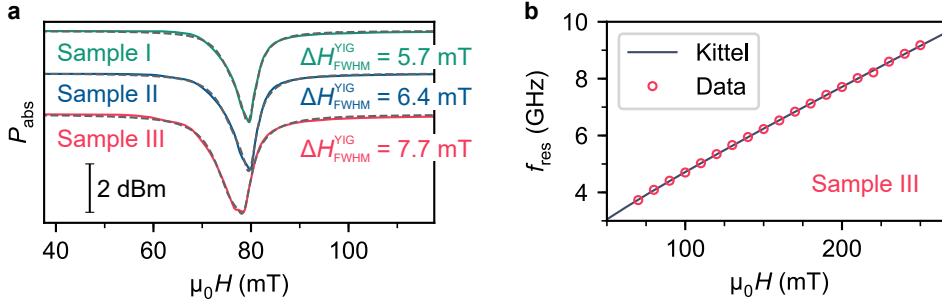 a
Sample I
ΔH^YIG_FWHM = 5.7 mT
Sample II
ΔH^YIG_FWHM = 6.4 mT
Sample III
ΔH^YIG_FWHM = 7.7 mT
2 dBm
P_abs
40 60 80 100
μ₀H (mT)
b
Kittel
Data
Sample III
f_res (GHz)
10
8
6
4
100 200
μ₀H (mT)